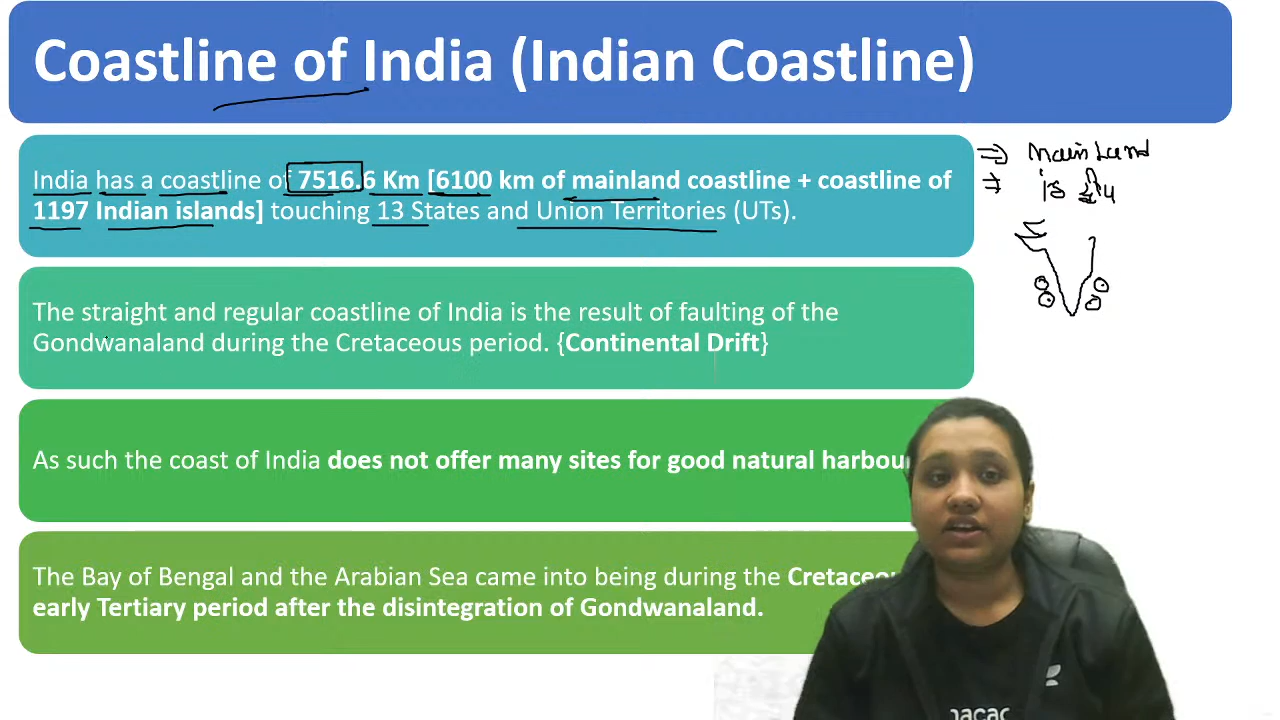 Coastline of India (Indian Coastline)
India has a coastline of 7516.6 Km [6100 km of mainland coastline + coastline of
1197 Indian islands] touching 13 States and Union Territories (UTs).
⇒ MainLand
The straight and regular coastline of India is the result of faulting of the
Gondwanaland during the Cretaceous period. {Continental Drift}
As such the coast of India does not offer many sites for good natural harbou
The Bay of Bengal and the Arabian Sea came into being during the Cretaceo
early Tertiary period after the disintegration of Gondwanaland.